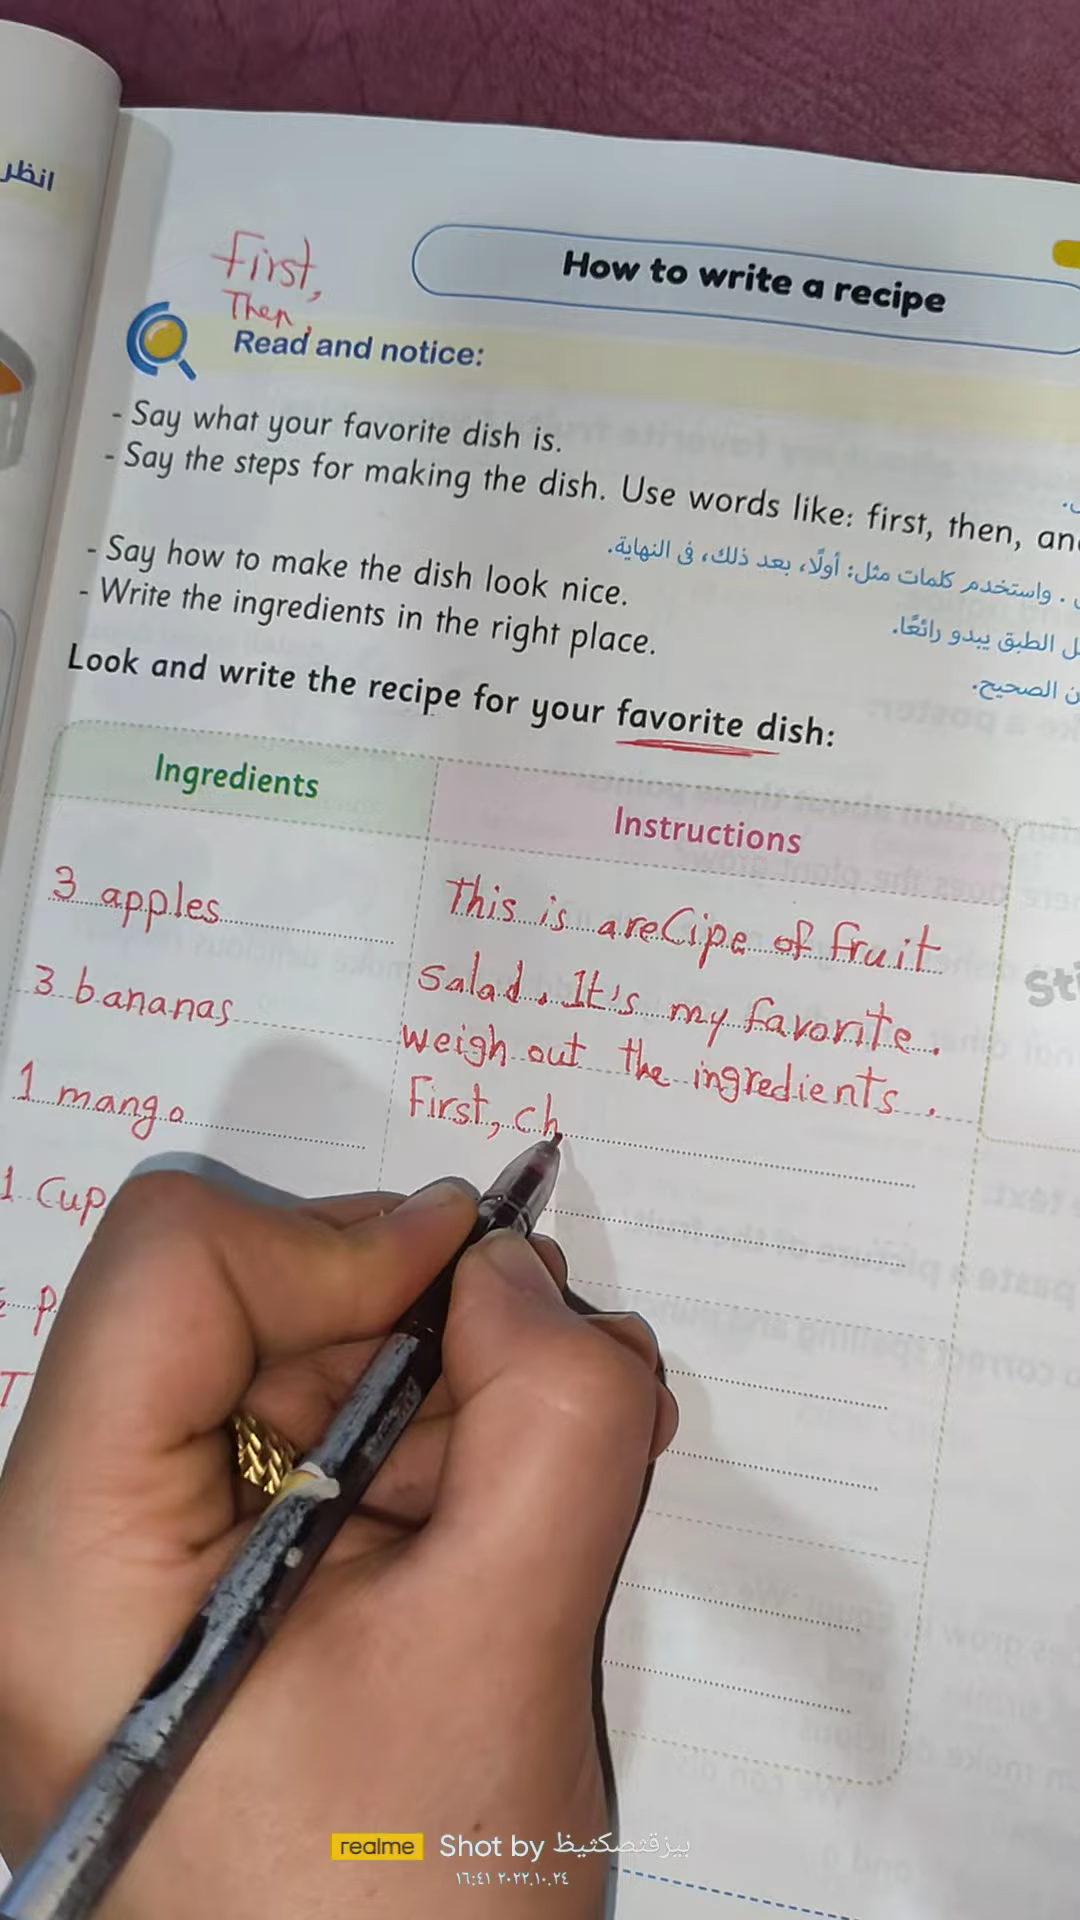 انظر
First,
Then,
How to write a recipe
Read and notice:
- Say what your favorite dish is.
- Say the steps for making the dish. Use words like: first, then, and
. واستخدم كلمات مثل: أولًا، بعد ذلك، في النهاية.
- Say how to make the dish look nice.
الطبق يبدو رائعًا.
- Write the ingredients in the right place.
الصحيح.
Look and write the recipe for your favorite dish:
Ingredients
Instructions
3 apples
3 bananas
1 mango
1 Cup
P
T
This is a recipe of fruit
Salad. It's my favorite.
weigh out the ingredients.
First, ch
Sti
realme Shot by بيزقثصكثيظ
١٦:٤١ ٢٠٢٢.١٠.٢٤